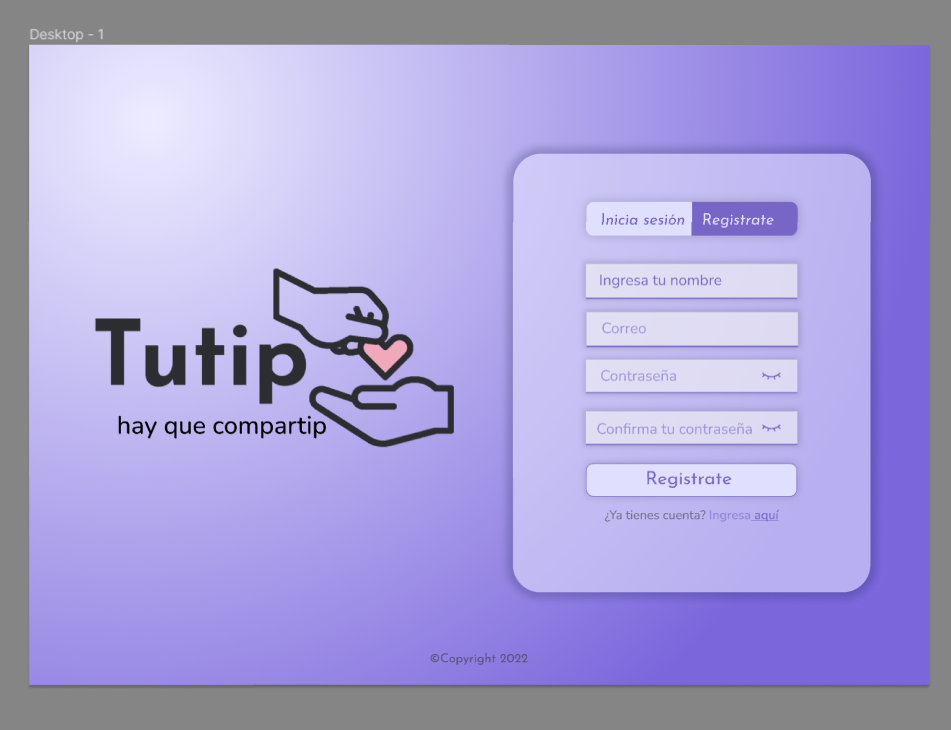 Desktop - 1
Tutip
hay que compartip
Inicia sesión
Registrate
Ingresa tu nombre
Correo
Contraseña
Confirma tu contraseña
Registrate
¿Ya tienes cuenta? Ingresa aquí
©Copyright 2022